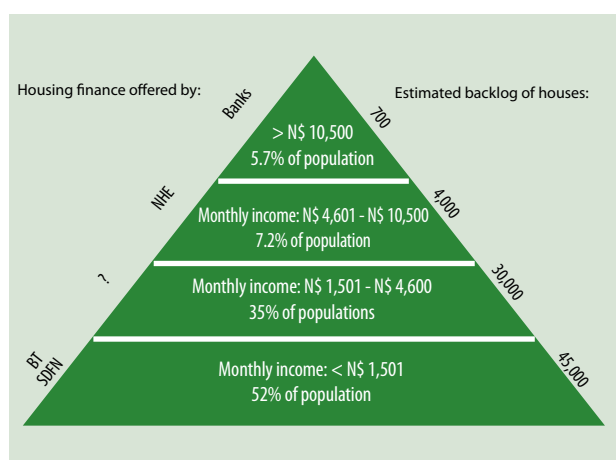 Housing finance offered by:
Estimated backlog of houses:
Banks
> N$ 10,500
5.7% of population
700
NHE
Monthly income: N$ 4,601 - N$ 10,500
7.2% of population
4,000
?
Monthly income: N$ 1,501 - N$ 4,600
35% of populations
30,000
BT
SDFN
Monthly income: < N$ 1,501
52% of population
45,000